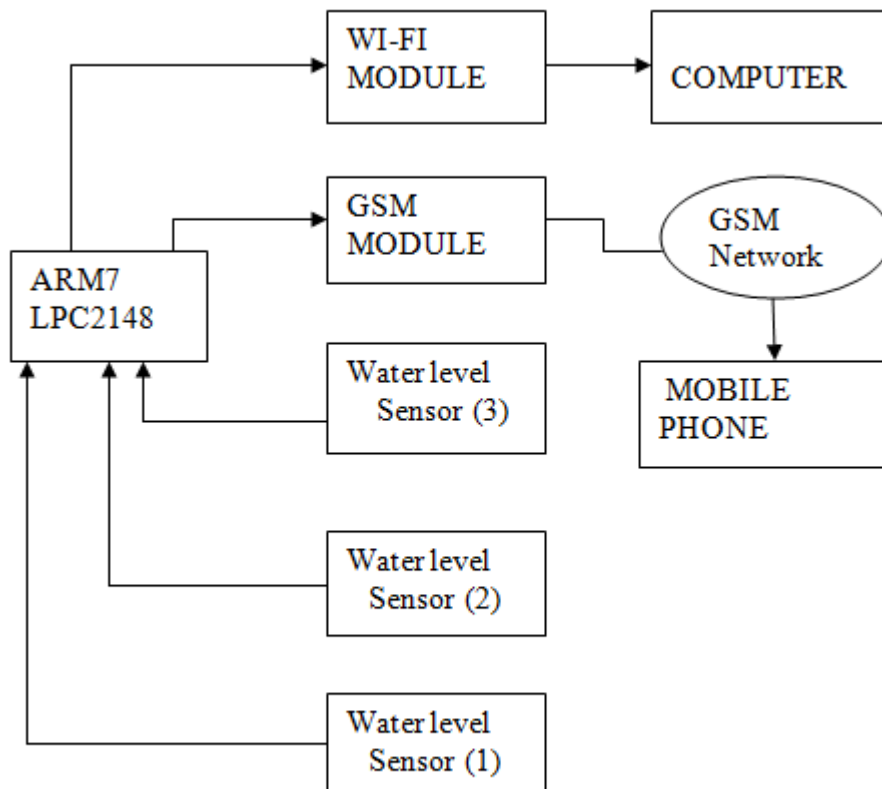 WI-FI
MODULE
COMPUTER
GSM
MODULE
GSM
Network
ARM7
LPC2148
Water level
Sensor (3)
MOBILE
PHONE
Water level
Sensor (2)
Water level
Sensor (1)